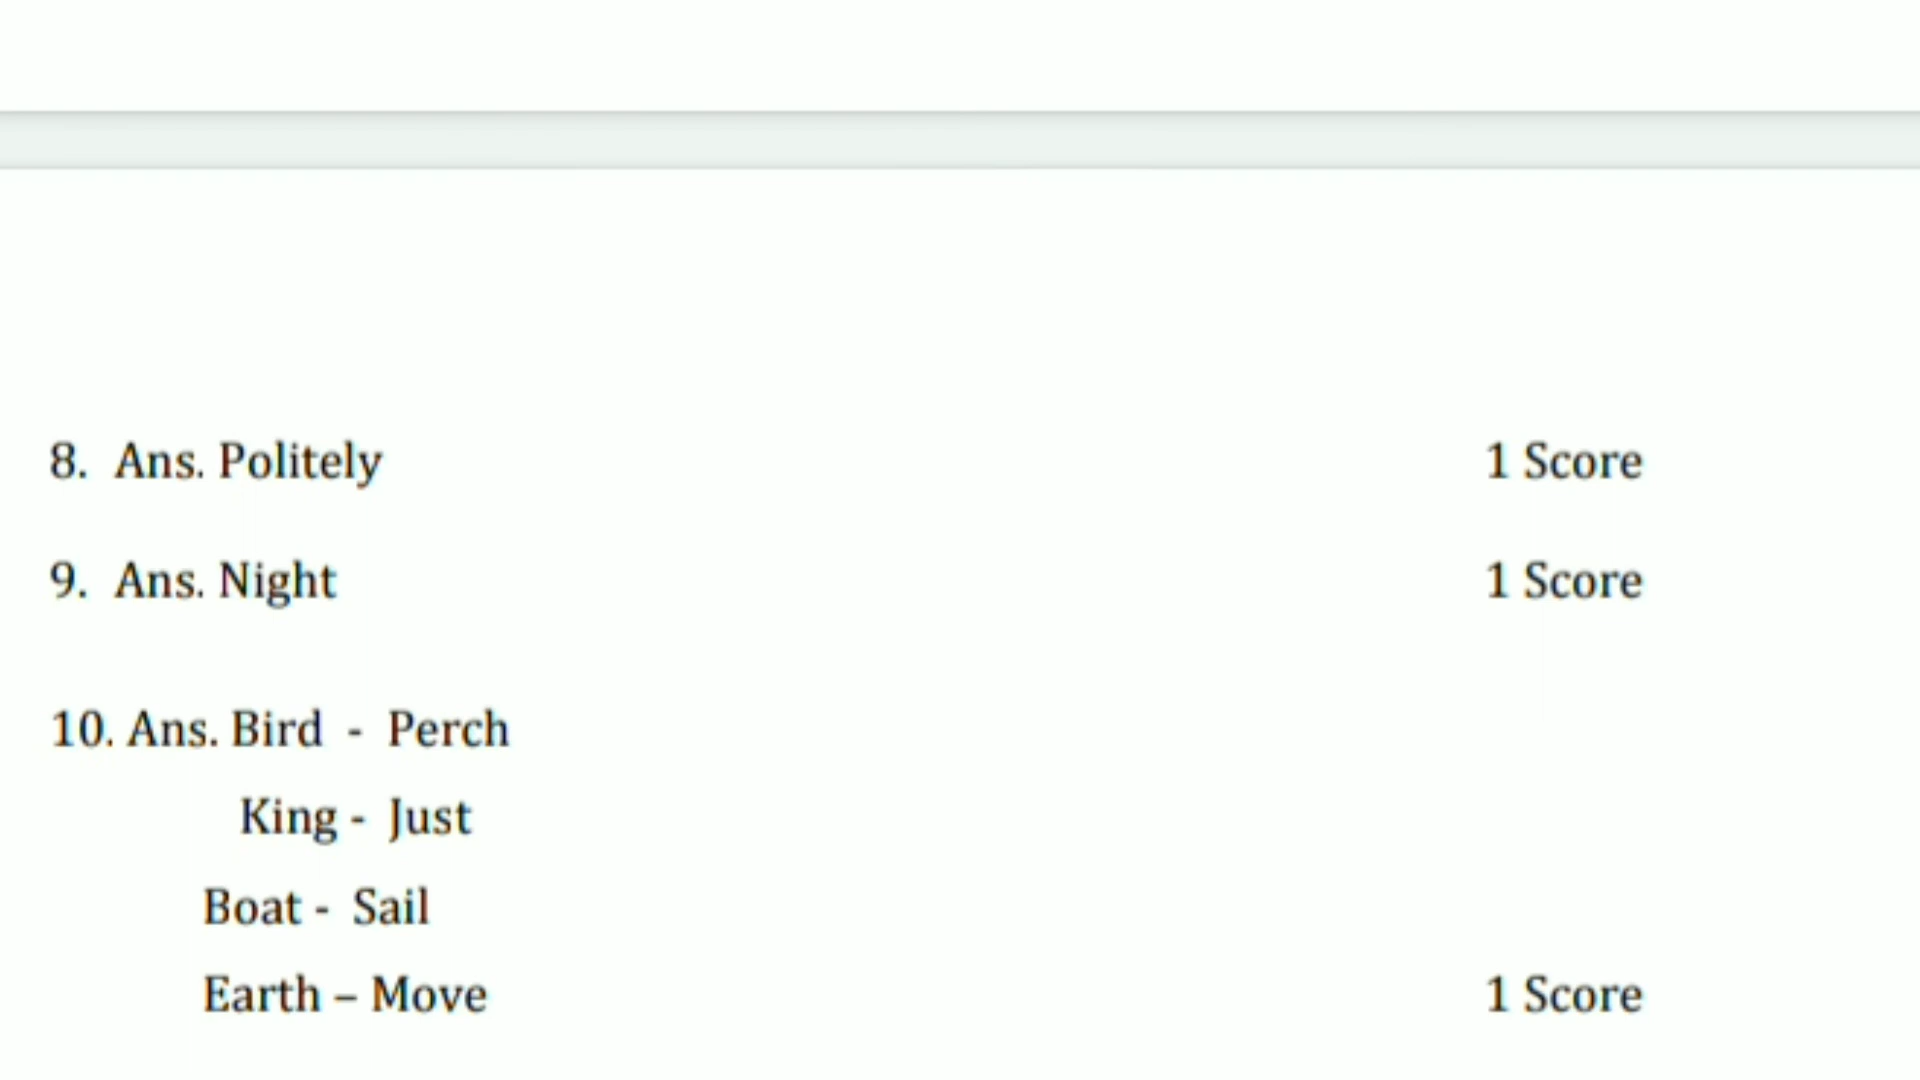 8. Ans. Politely 1 Score
9. Ans. Night 1 Score
10. Ans. Bird - Perch
King - Just
Boat - Sail
Earth – Move 1 Score